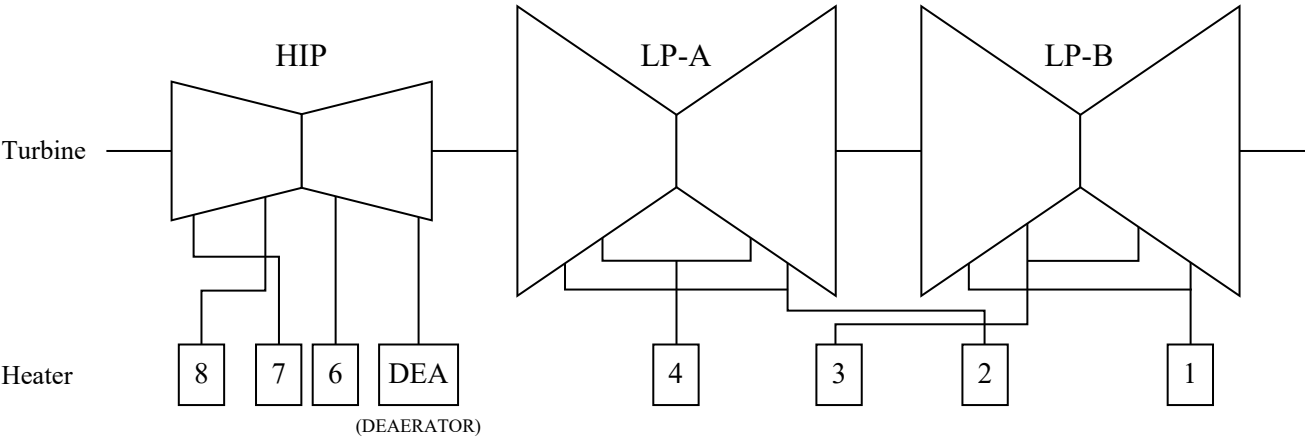 HIP
LP-A
LP-B
Turbine
Heater
8
7
6
DEA
4
3
2
1
(DEAERATOR)